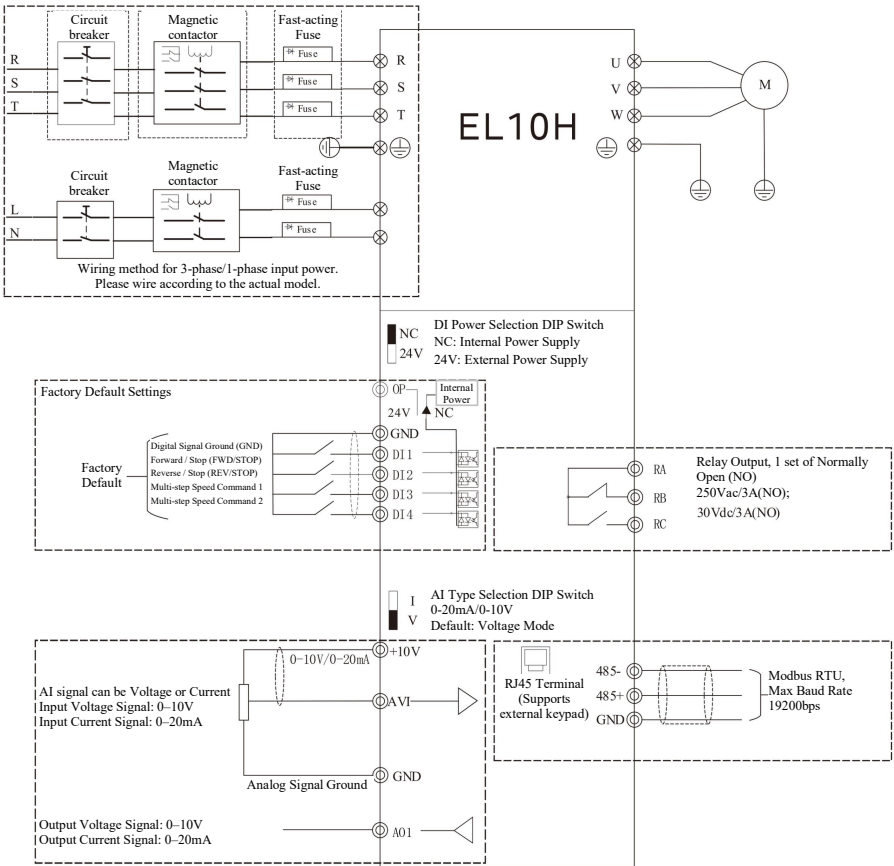 Circuit
breaker
Magnetic
contactor
Fast-acting
Fuse
R
S
T
Fuse
Fuse
Fuse
R
S
T
EL10H
U
V
W
M
Circuit
breaker
Magnetic
contactor
Fast-acting
Fuse
L
N
Fuse
Fuse
Wiring method for 3-phase/1-phase input power.
Please wire according to the actual model.
NC
24V
DI Power Selection DIP Switch
NC: Internal Power Supply
24V: External Power Supply
Factory Default Settings
OP
Internal
Power
24V
NC
GND
DI1
DI2
DI3
DI4
Factory
Default
Digital Signal Ground (GND)
Forward / Stop (FWD/STOP)
Reverse / Stop (REV/STOP)
Multi-step Speed Command 1
Multi-step Speed Command 2
RA
RB
RC
Relay Output, 1 set of Normally
Open (NO)
250Vac/3A(NO);
30Vdc/3A(NO)
I
V
AI Type Selection DIP Switch
0-20mA/0-10V
Default: Voltage Mode
0-10V/0-20mA
+10V
AI signal can be Voltage or Current
Input Voltage Signal: 0–10V
Input Current Signal: 0–20mA
AVI
Analog Signal Ground
GND
Output Voltage Signal: 0–10V
Output Current Signal: 0–20mA
AO1
RJ45 Terminal
(Supports
external keypad)
485-
485+
GND
Modbus RTU,
Max Baud Rate
19200bps